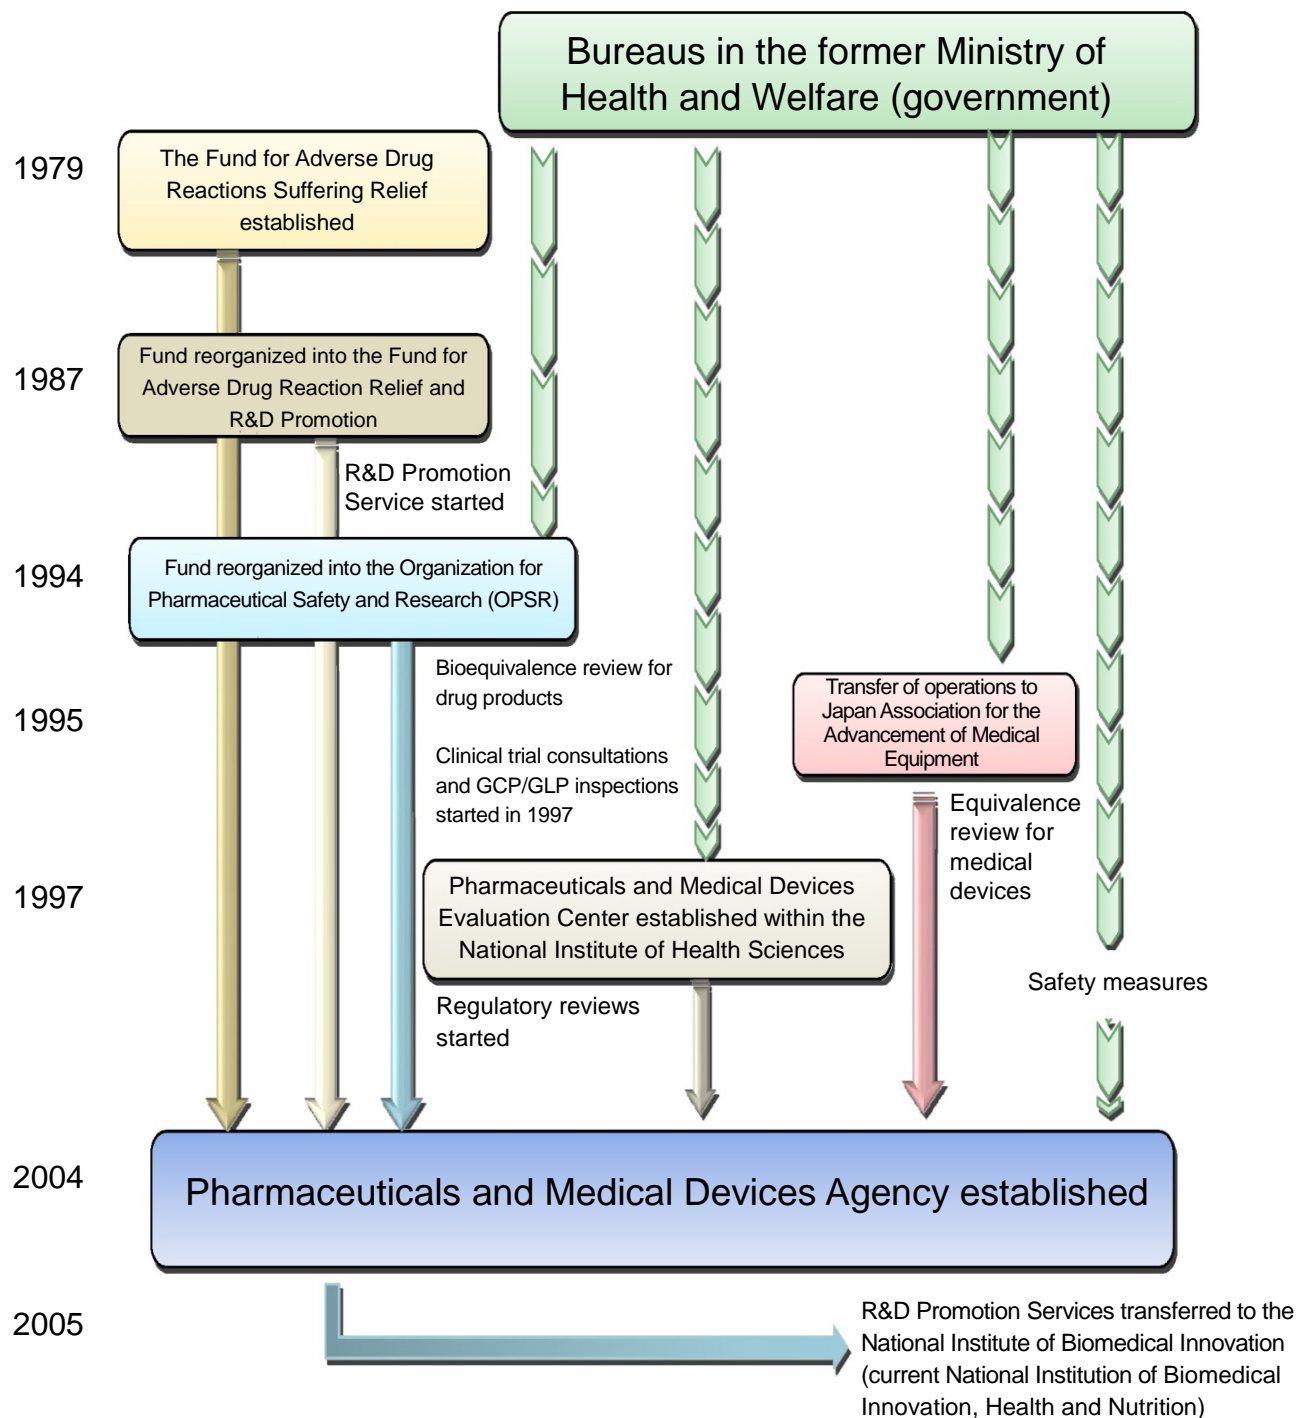 Bureaus in the former Ministry of
Health and Welfare (government)
1979
The Fund for Adverse Drug
Reactions Suffering Relief
established
1987
Fund reorganized into the Fund for
Adverse Drug Reaction Relief and
R&D Promotion
R&D Promotion
Service started
1994
Fund reorganized into the Organization for
Pharmaceutical Safety and Research (OPSR)
Bioequivalence review for
drug products
Clinical trial consultations
and GCP/GLP inspections
started in 1997
1995
Transfer of operations to
Japan Association for the
Advancement of Medical
Equipment
Equivalence
review for
medical
devices
1997
Pharmaceuticals and Medical Devices
Evaluation Center established within the
National Institute of Health Sciences
Regulatory reviews
started
Safety measures
2004
Pharmaceuticals and Medical Devices Agency established
2005
R&D Promotion Services transferred to the
National Institute of Biomedical Innovation
(current National Institution of Biomedical
Innovation, Health and Nutrition)